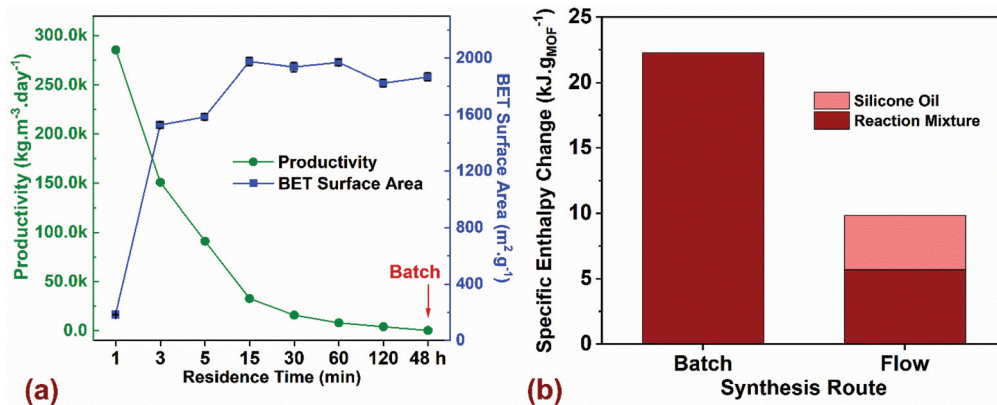 300.0k
250.0k
200.0k
150.0k
100.0k
50.0k
0.0
Productivity (kg.m-3.day-1)
Productivity
BET Surface Area
Batch
2000
1600
1200
800
400
0
BET Surface Area (m2.g-1)
1 3 5 15 30 60 120 48 h
Residence Time (min)
(a)
Specific Enthalpy Change (kJ.gMOF-1)
25
20
15
10
5
0
Silicone Oil
Reaction Mixture
Batch Flow
Synthesis Route
(b)